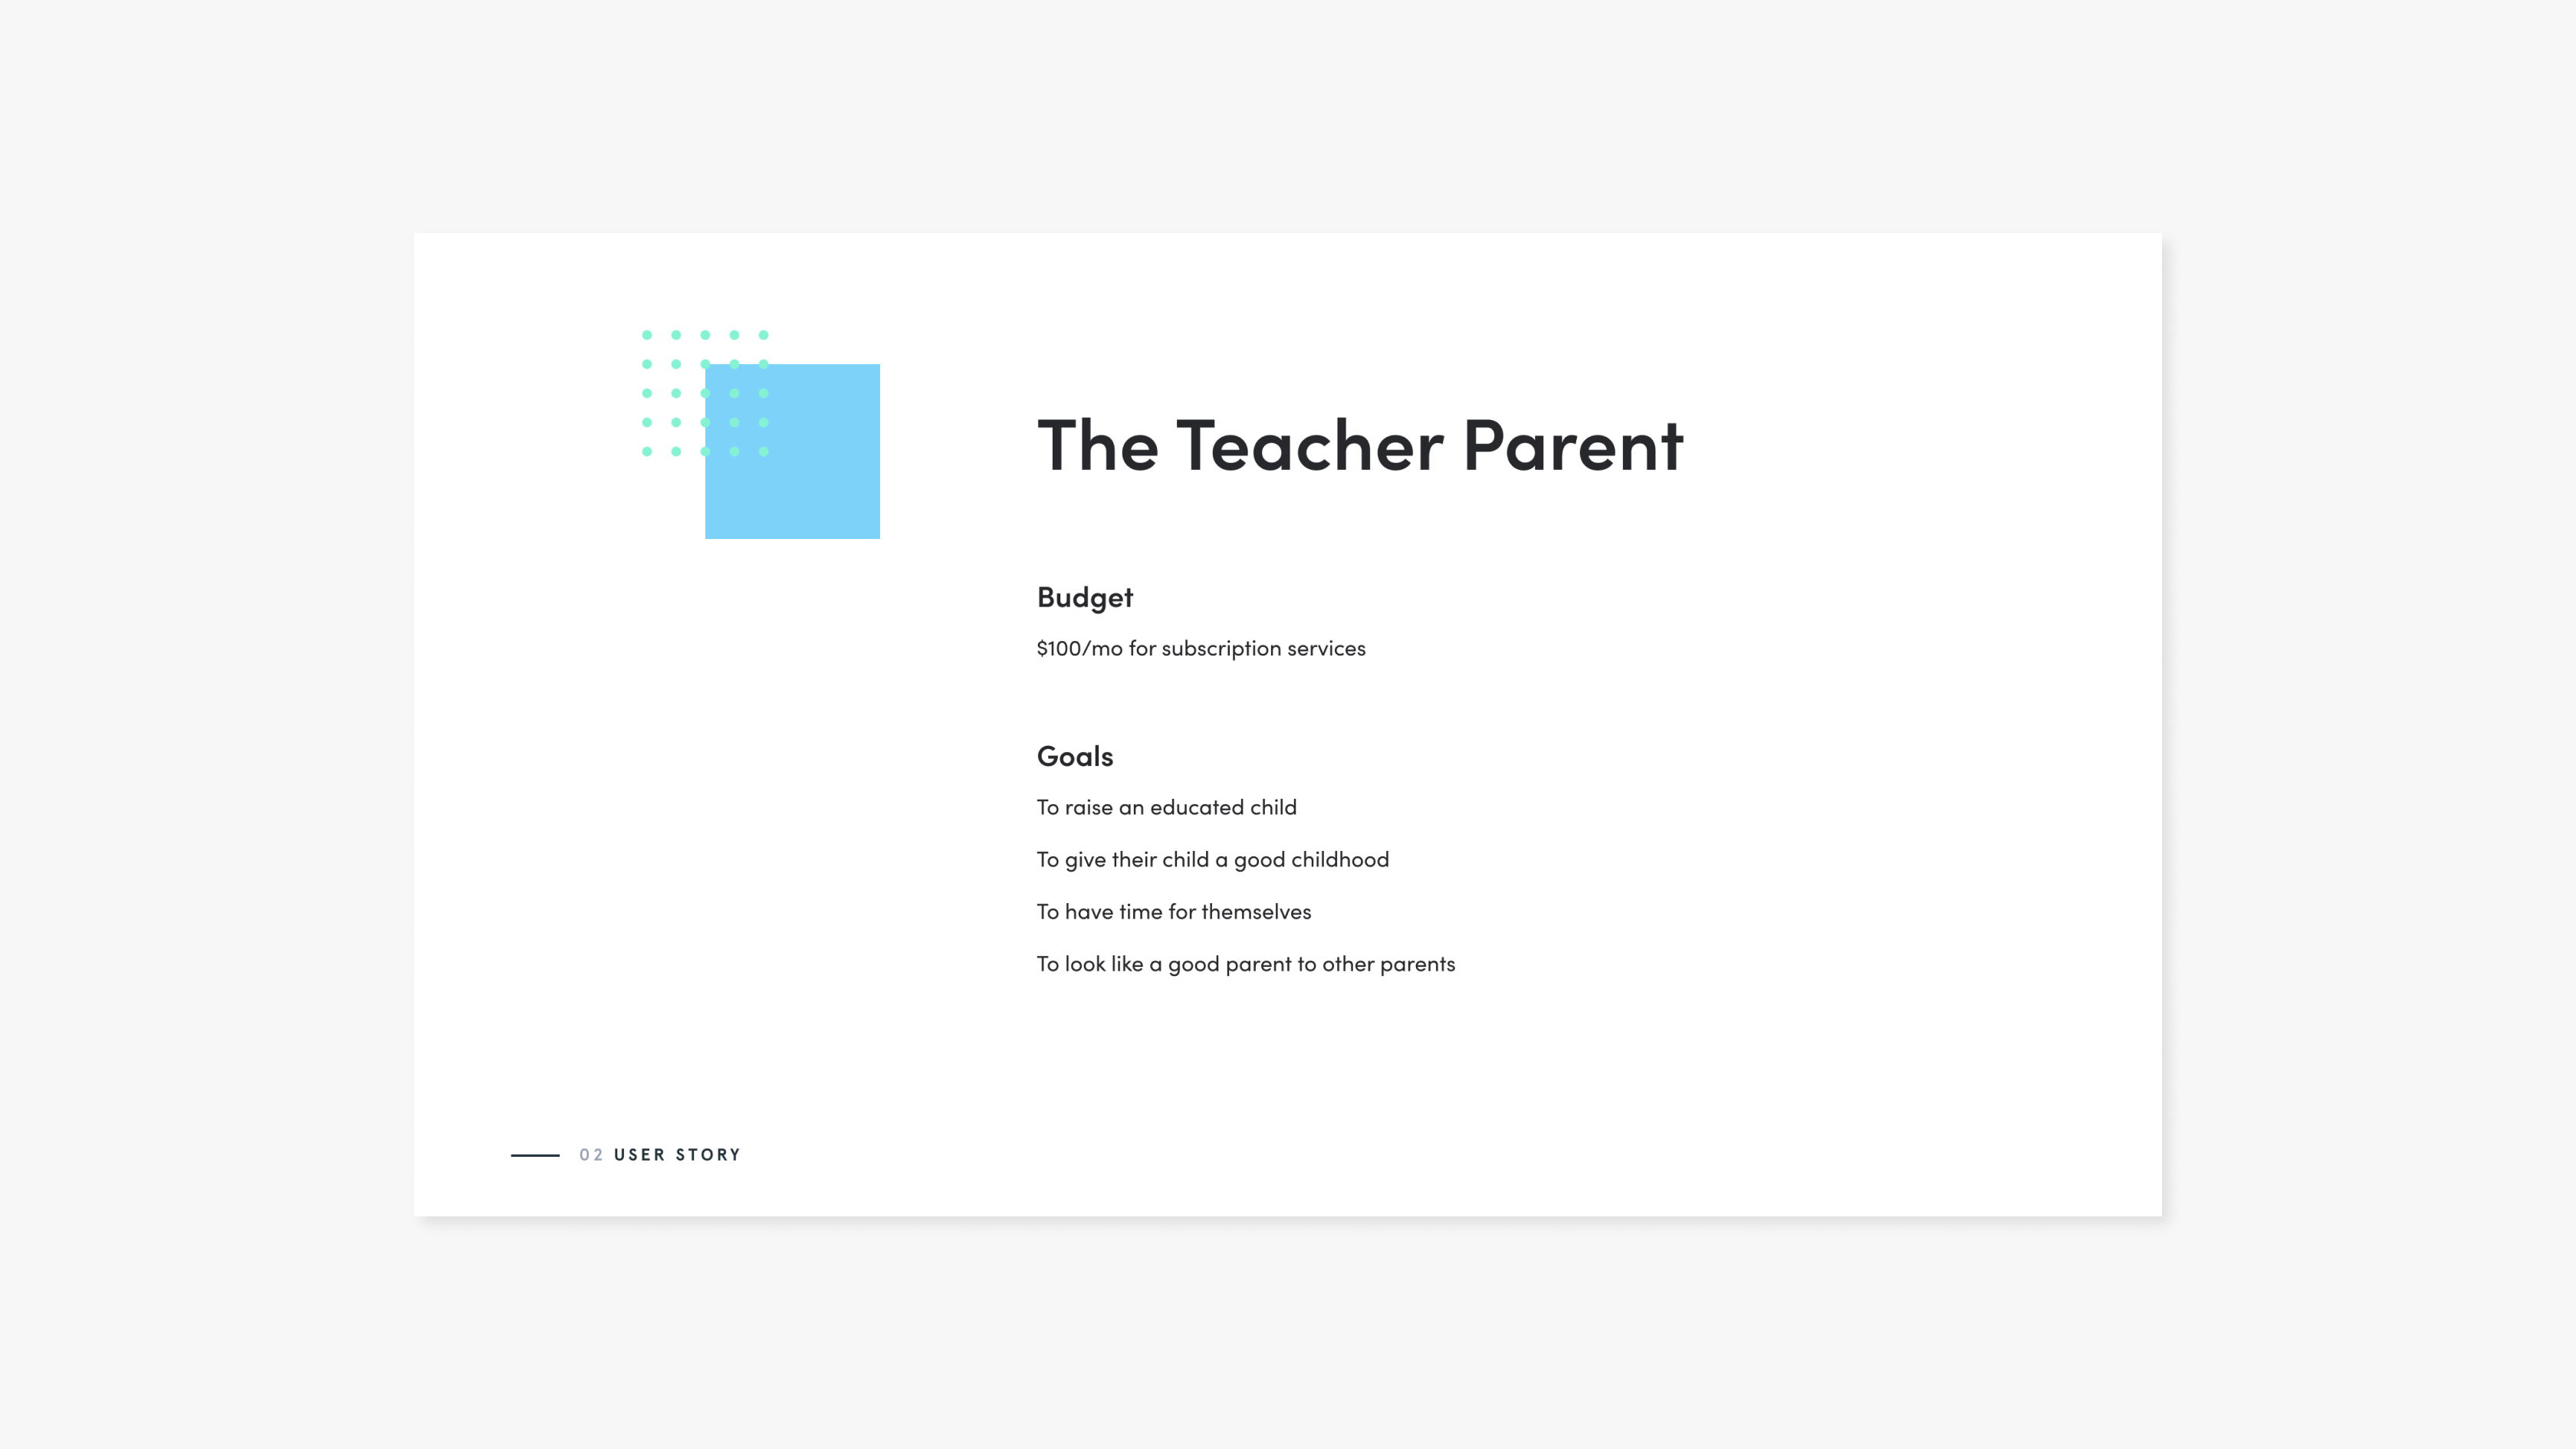 The Teacher Parent
Budget
$100/mo for subscription services
Goals
To raise an educated child
To give their child a good childhood
To have time for themselves
To look like a good parent to other parents
02 USER STORY